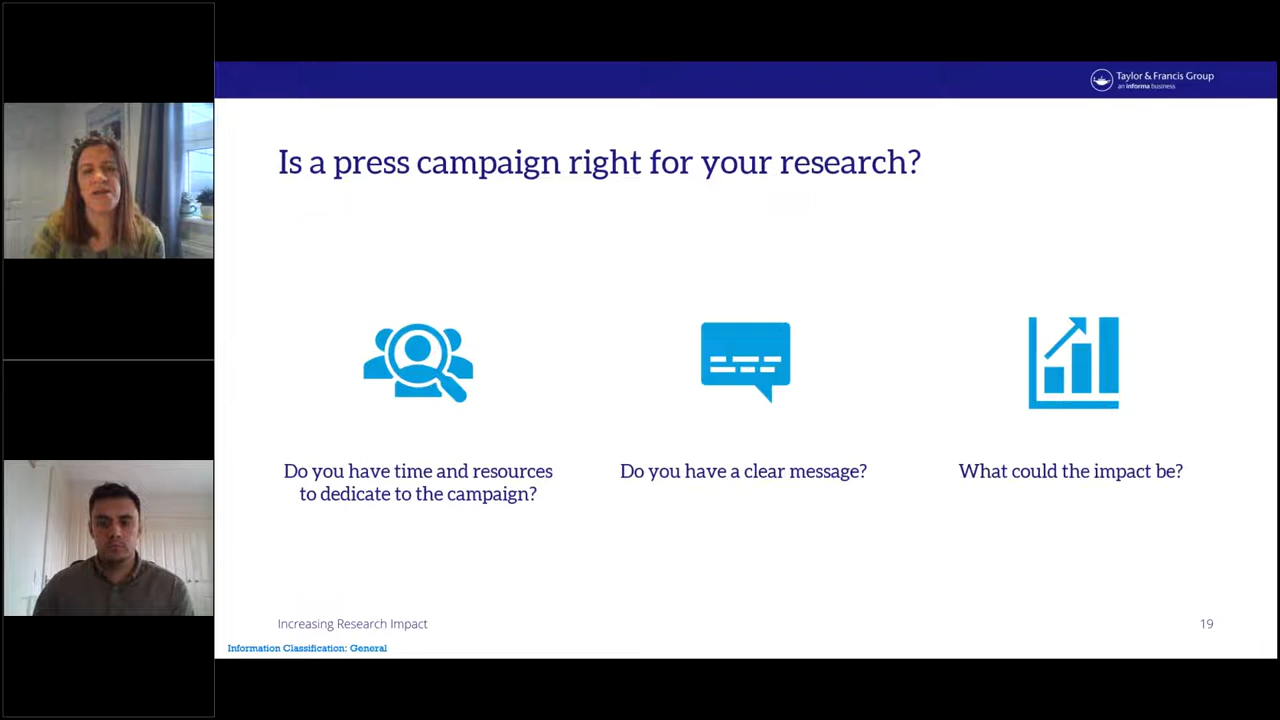 Taylor & Francis Group
an informa business
Is a press campaign right for your research?
Do you have time and resources
to dedicate to the campaign?
Do you have a clear message?
What could the impact be?
Increasing Research Impact
19
Information Classification: General